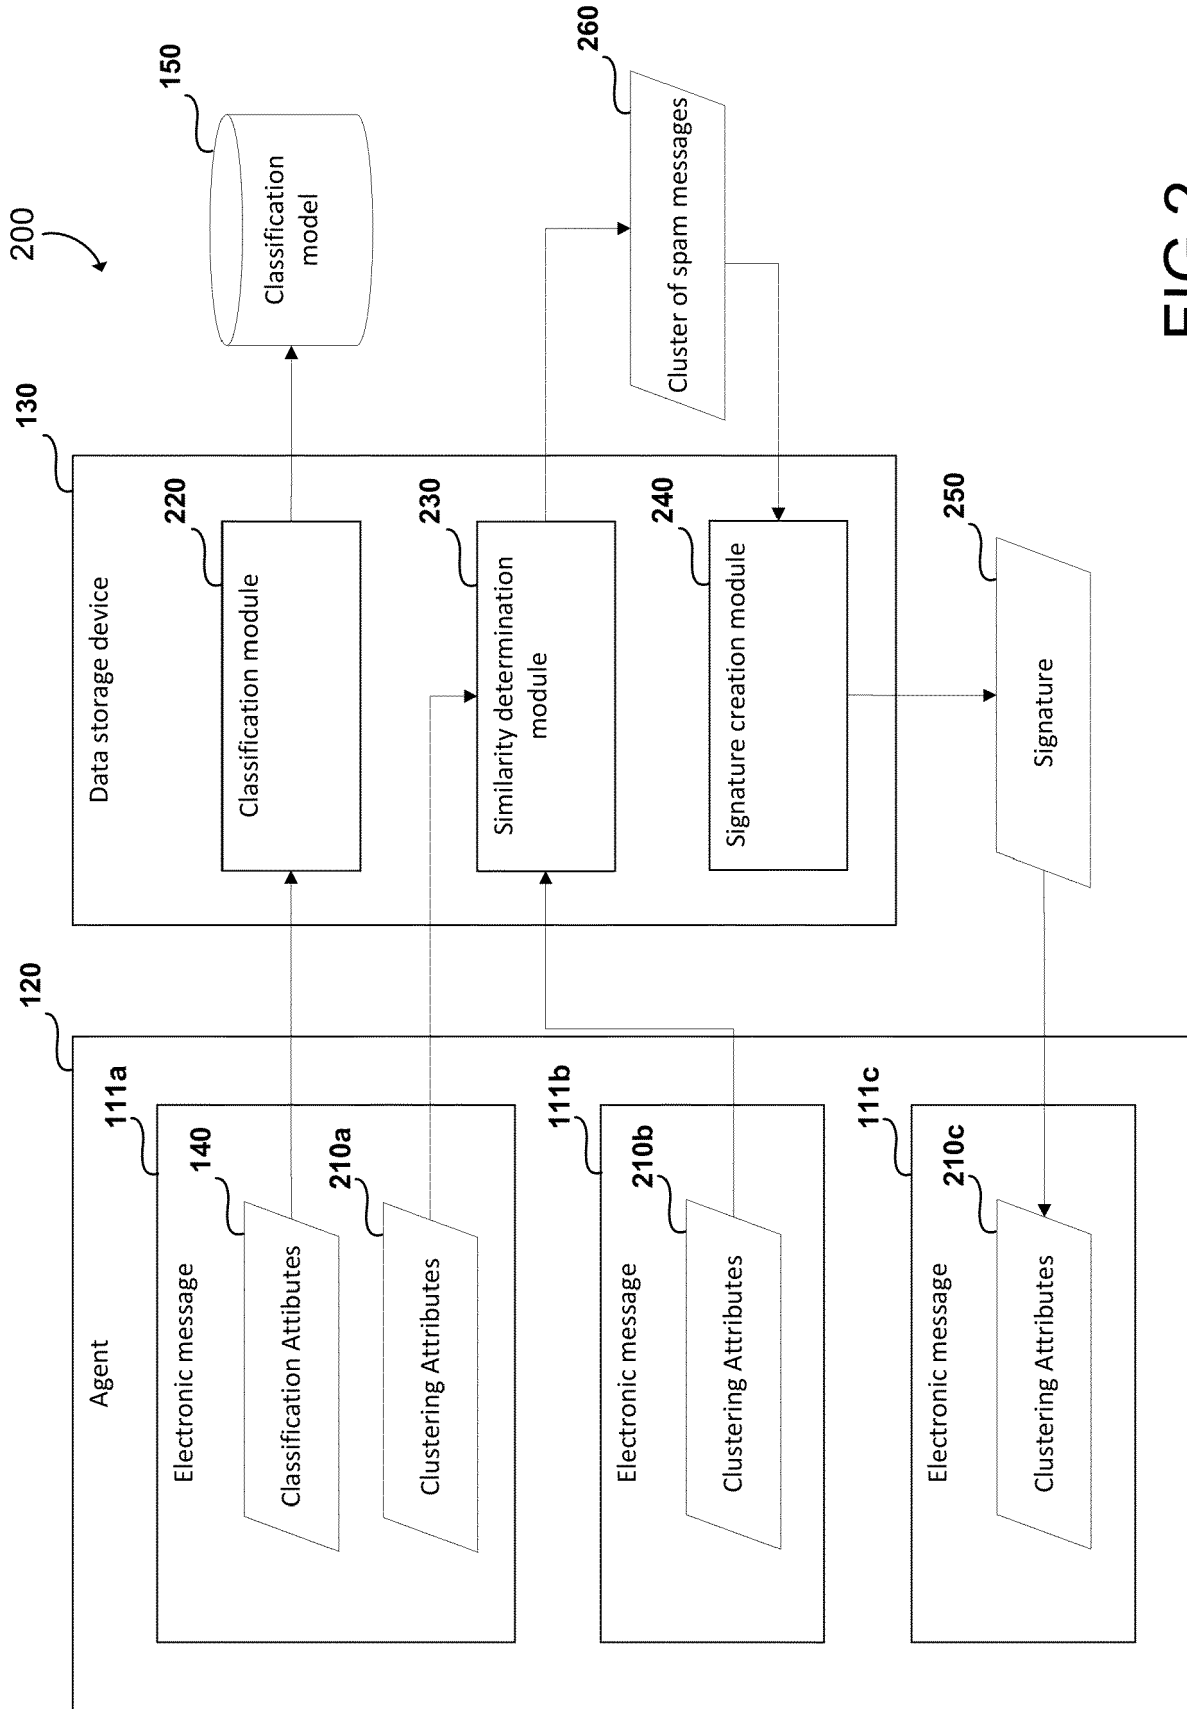 200
120
Agent
111a
Electronic message
140
Classification Attibutes
210a
Clustering Attributes
111b
Electronic message
210b
Clustering Attributes
111c
Electronic message
210c
Clustering Attributes
130
Data storage device
220
Classification module
230
Similarity determination
module
240
Signature creation module
250
Signature
150
Classification
model
260
Cluster of spam messages
FIG 2